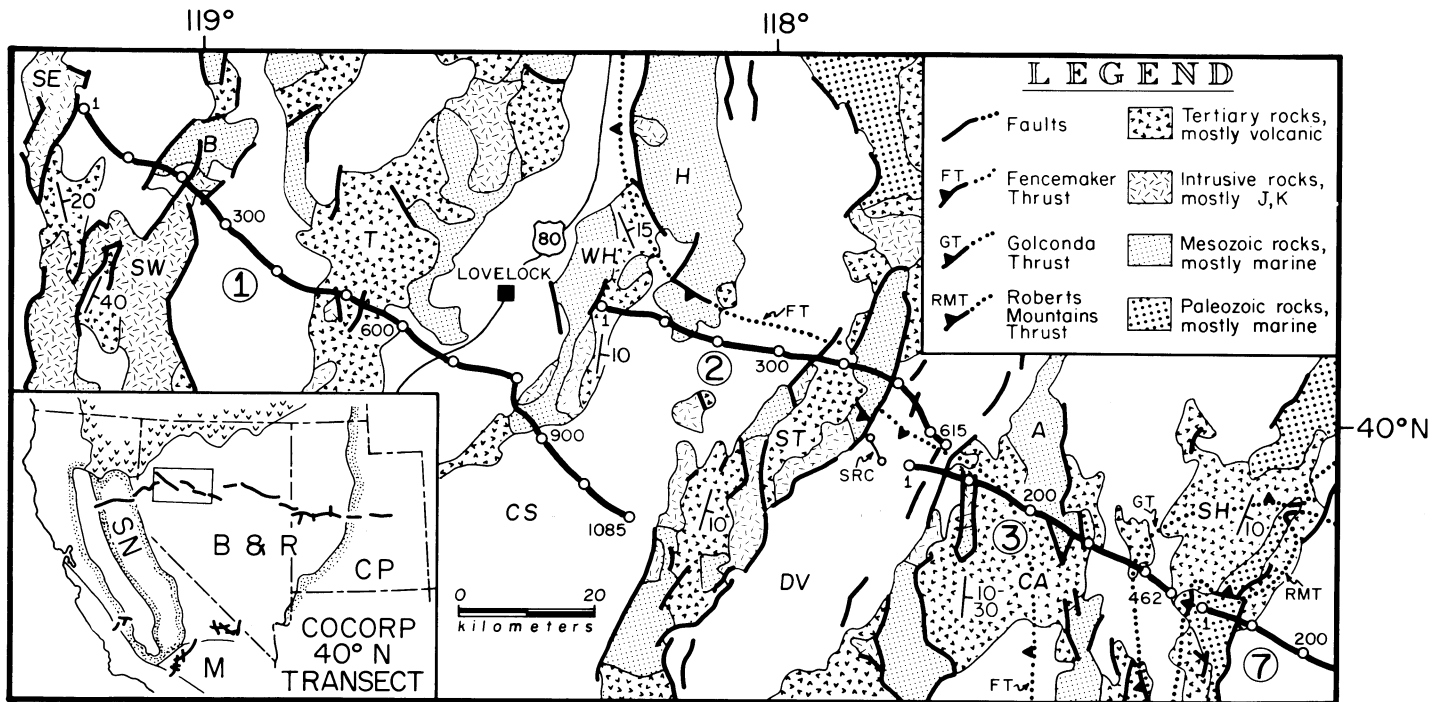 119°
118°
SE
1
B
20
300
SW
40
1
T
600
LOVELOCK
80
WH
15
H
1
10
FT
2
300
900
CS
1085
ST
10
SRC
DV
615
1
A
200
3
CA
10-
30
GT
462
SH
10
RMT
1
7
200
FT
40°N
LEGEND
Faults
FT
Fencemaker
Thrust
GT
Golconda
Thrust
RMT
Roberts
Mountains
Thrust
Tertiary rocks,
mostly volcanic
Intrusive rocks,
mostly J,K
Mesozoic rocks,
mostly marine
Paleozoic rocks,
mostly marine
0 20
kilometers
SN
B & R
CP
M
COCORP
40° N
TRANSECT